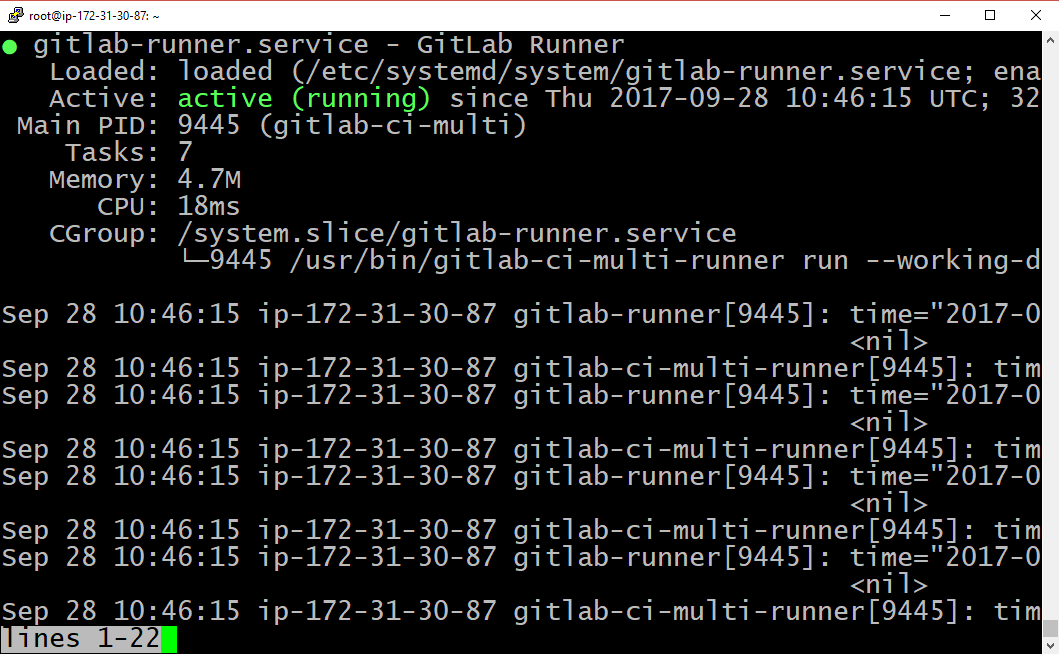 root@ip-172-31-30-87: ~
● gitlab-runner.service - GitLab Runner
   Loaded: loaded (/etc/systemd/system/gitlab-runner.service; ena
   Active: active (running) since Thu 2017-09-28 10:46:15 UTC; 32
 Main PID: 9445 (gitlab-ci-multi)
    Tasks: 7
   Memory: 4.7M
      CPU: 18ms
   CGroup: /system.slice/gitlab-runner.service
           └─9445 /usr/bin/gitlab-ci-multi-runner run --working-d
Sep 28 10:46:15 ip-172-31-30-87 gitlab-runner[9445]: time="2017-0
                                                     <nil>
Sep 28 10:46:15 ip-172-31-30-87 gitlab-ci-multi-runner[9445]: tim
Sep 28 10:46:15 ip-172-31-30-87 gitlab-runner[9445]: time="2017-0
                                                     <nil>
Sep 28 10:46:15 ip-172-31-30-87 gitlab-ci-multi-runner[9445]: tim
Sep 28 10:46:15 ip-172-31-30-87 gitlab-runner[9445]: time="2017-0
                                                     <nil>
Sep 28 10:46:15 ip-172-31-30-87 gitlab-ci-multi-runner[9445]: tim
Sep 28 10:46:15 ip-172-31-30-87 gitlab-runner[9445]: time="2017-0
                                                     <nil>
Sep 28 10:46:15 ip-172-31-30-87 gitlab-ci-multi-runner[9445]: tim
lines 1-22